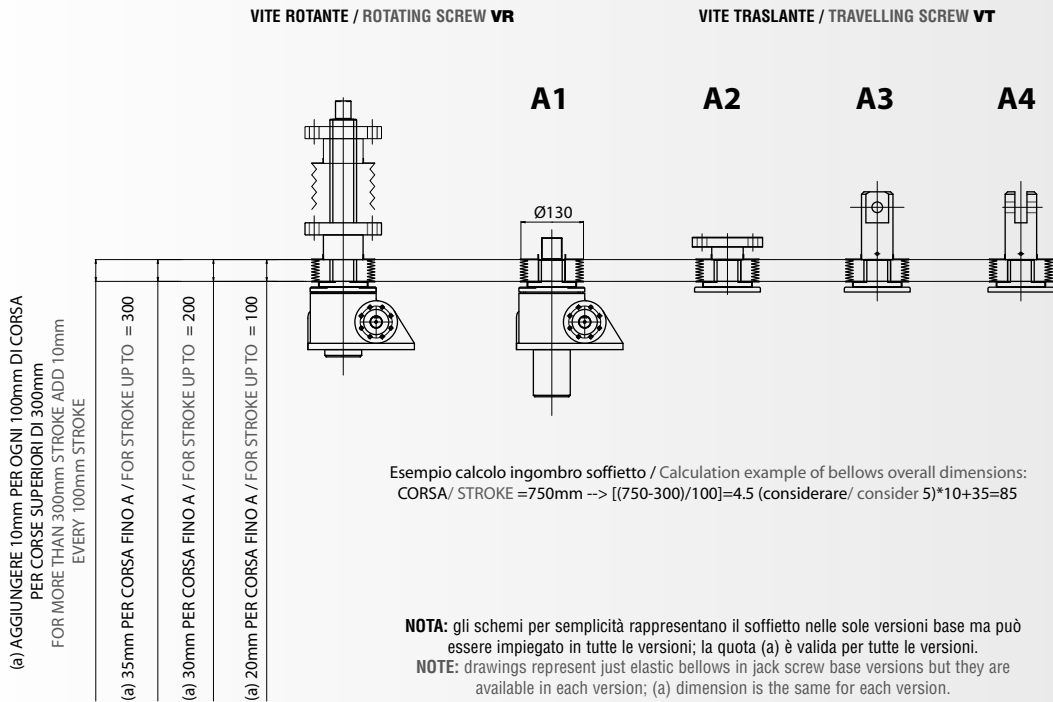 VITE ROTANTE / ROTATING SCREW VR
VITE TRASLANTE / TRAVELLING SCREW VT
A1
A2
A3
A4
Ø130
(a) AGGIUNGERE 10mm PER OGNI 100mm DI CORSA
PER CORSE SUPERIORI DI 300mm
FOR MORE THAN 300mm STROKE ADD 10mm
EVERY 100mm STROKE
(a) 35mm PER CORSA FINO A / FOR STROKE UP TO = 300
(a) 30mm PER CORSA FINO A / FOR STROKE UP TO = 200
(a) 20mm PER CORSA FINO A / FOR STROKE UP TO = 100
Esempio calcolo ingombro soffietto / Calculation example of bellows overall dimensions:
CORSA/ STROKE =750mm --> [(750-300)/100]=4.5 (considerare/ consider 5)*10+35=85
NOTA: gli schemi per semplicità rappresentano il soffietto nelle sole versioni base ma può
essere impiegato in tutte le versioni; la quota (a) è valida per tutte le versioni.
NOTE: drawings represent just elastic bellows in jack screw base versions but they are
available in each version; (a) dimension is the same for each version.